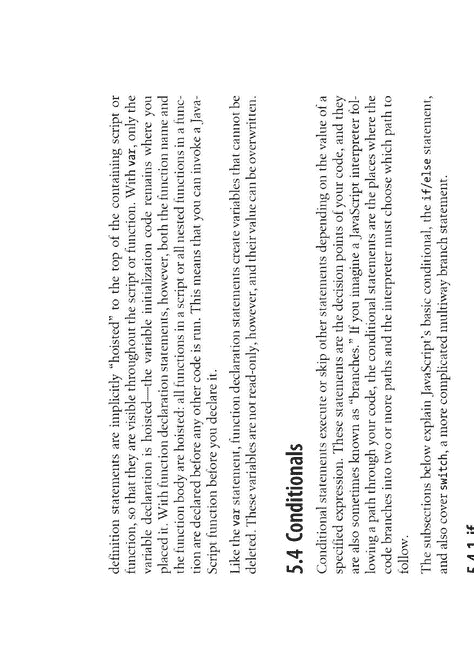 definition statements are implicitly “hoisted” to the top of the containing script or
function, so that they are visible throughout the script or function. With var, only the
variable declaration is hoisted—the variable initialization code remains where you
placed it. With function declaration statements, however, both the function name and
the function body are hoisted: all functions in a script or all nested functions in a func-
tion are declared before any other code is run. This means that you can invoke a Java-
Script function before you declare it.
Like the var statement, function declaration statements create variables that cannot be
deleted. These variables are not read-only, however, and their value can be overwritten.
5.4 Conditionals
Conditional statements execute or skip other statements depending on the value of a
specified expression. These statements are the decision points of your code, and they
are also sometimes known as “branches.” If you imagine a JavaScript interpreter fol-
lowing a path through your code, the conditional statements are the places where the
code branches into two or more paths and the interpreter must choose which path to
follow.
The subsections below explain JavaScript’s basic conditional, the if/else statement,
and also cover switch, a more complicated multiway branch statement.
5.4.1 if